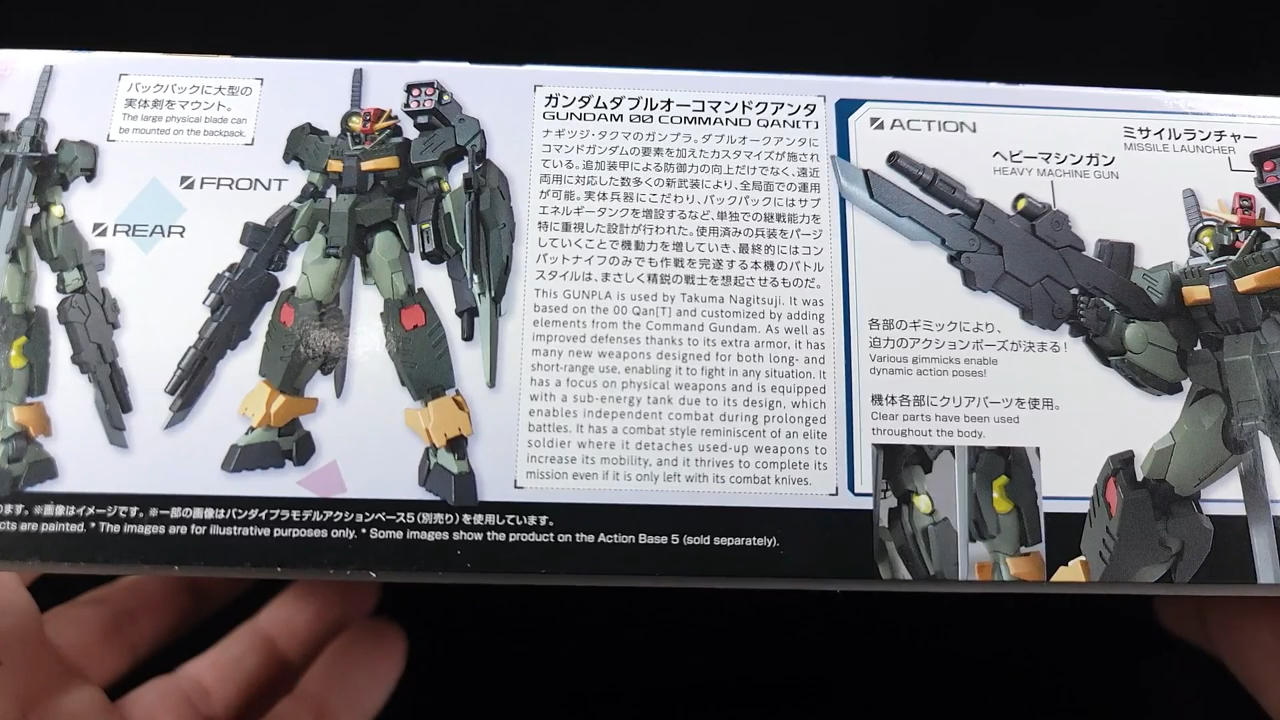 バックパックに大型の
実体剣をマウント。
The large physical blade can
be mounted on the backpack.
FRONT
REAR
ガンダムダブルオーコマンドクアンタ
GUNDAM 00 COMMAND QAN[T]
ナギツジ・タクマのガンプラ。ダブルオークアンタに
コマンドガンダムの要素を加えたカスタマイズが施され
ている。追加装甲による防御力の向上だけでなく、遠近
両用に対応した数多くの新武装により、全局面での運用
が可能。実体兵器にこだわり、バックパックにはサブ
エネルギータンクを増設するなど、単独での継戦能力を
特に重視した設計が行われた。使用済みの兵装をパージ
していくことで機動力を増していき、最終的にはコン
バットナイフのみでも作戦を完遂する本機のバトル
スタイルは、まさしく精鋭の戦士を想起させるものだ。
This GUNPLA is used by Takuma Nagitsuji. It was
based on the 00 Qan[T] and customized by adding
elements from the Command Gundam. As well as
improved defenses thanks to its extra armor, it has
many new weapons designed for both long- and
short-range use, enabling it to fight in any situation. It
has a focus on physical weapons and is equipped
with a sub-energy tank due to its design, which
enables independent combat during prolonged
battles. It has a combat style reminiscent of an elite
soldier where it detaches used-up weapons to
increase its mobility, and it thrives to complete its
mission even if it is only left with its combat knives.
ACTION
ミサイルランチャー
MISSILE LAUNCHER
ヘビーマシンガン
HEAVY MACHINE GUN
各部のギミックにより、
迫力のアクションポーズが決まる!
Various gimmicks enable
dynamic action poses!
機体各部にクリアパーツを使用。
Clear parts have been used
throughout the body.
ます。※画像はイメージです。※一部の画像はバンダイプラモデルアクションベース5(別売り)を使用しています。
cts are painted. * The images are for illustrative purposes only. * Some images show the product on the Action Base 5 (sold separately).